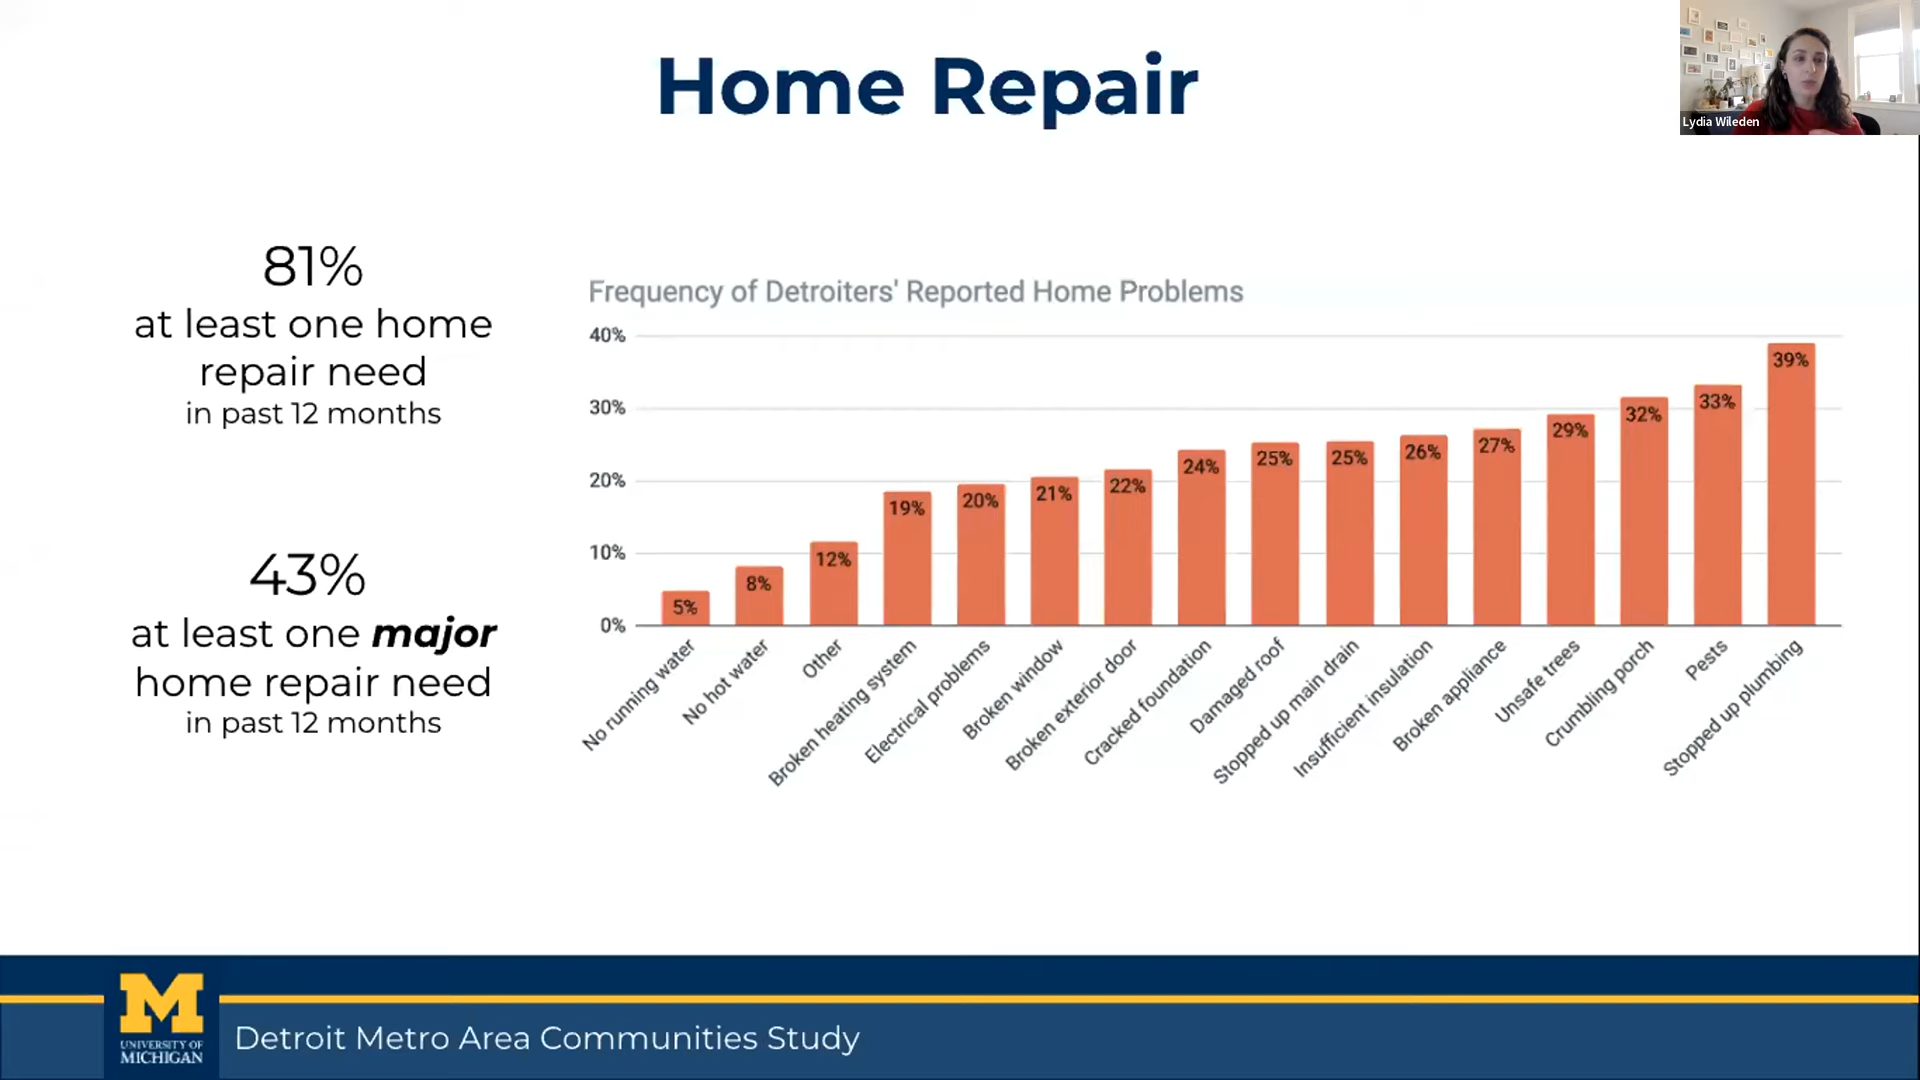 Home Repair
Lydia Wileden
81%
at least one home
repair need
in past 12 months
43%
at least one major
home repair need
in past 12 months
Frequency of Detroiters' Reported Home Problems
40%
30%
20%
10%
0%
5%
8%
12%
19%
20%
21%
22%
24%
25%
25%
26%
27%
29%
32%
33%
39%
No running water
No hot water
Other
Broken heating system
Electrical problems
Broken window
Broken exterior door
Cracked foundation
Damaged roof
Stopped up main drain
Insufficient insulation
Broken appliance
Unsafe trees
Crumbling porch
Pests
Stopped up plumbing
M
UNIVERSITY OF
MICHIGAN
Detroit Metro Area Communities Study